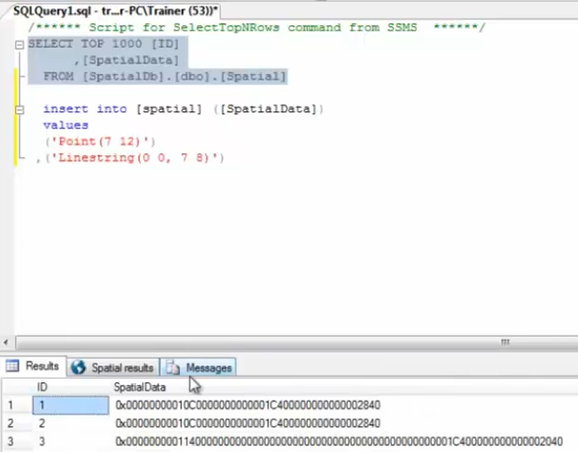 SQLQuery1.sql - tr...r-PC\Trainer (53))*
/****** Script for SelectTopNRows command from SSMS ******/
SELECT TOP 1000 [ID]
,[SpatialData]
FROM [SpatialDb].[dbo].[Spatial]
insert into [spatial] ([SpatialData])
values
('Point(7 12)')
,('Linestring(0 0, 7 8)')
Results Spatial results Messages
ID SpatialData
1 1 0x00000000010C0000000000001C400000000000002840
2 2 0x00000000010C0000000000001C400000000000002840
3 3 0x000000000114000000000000000000000000000000000000000000001C400000000000002040